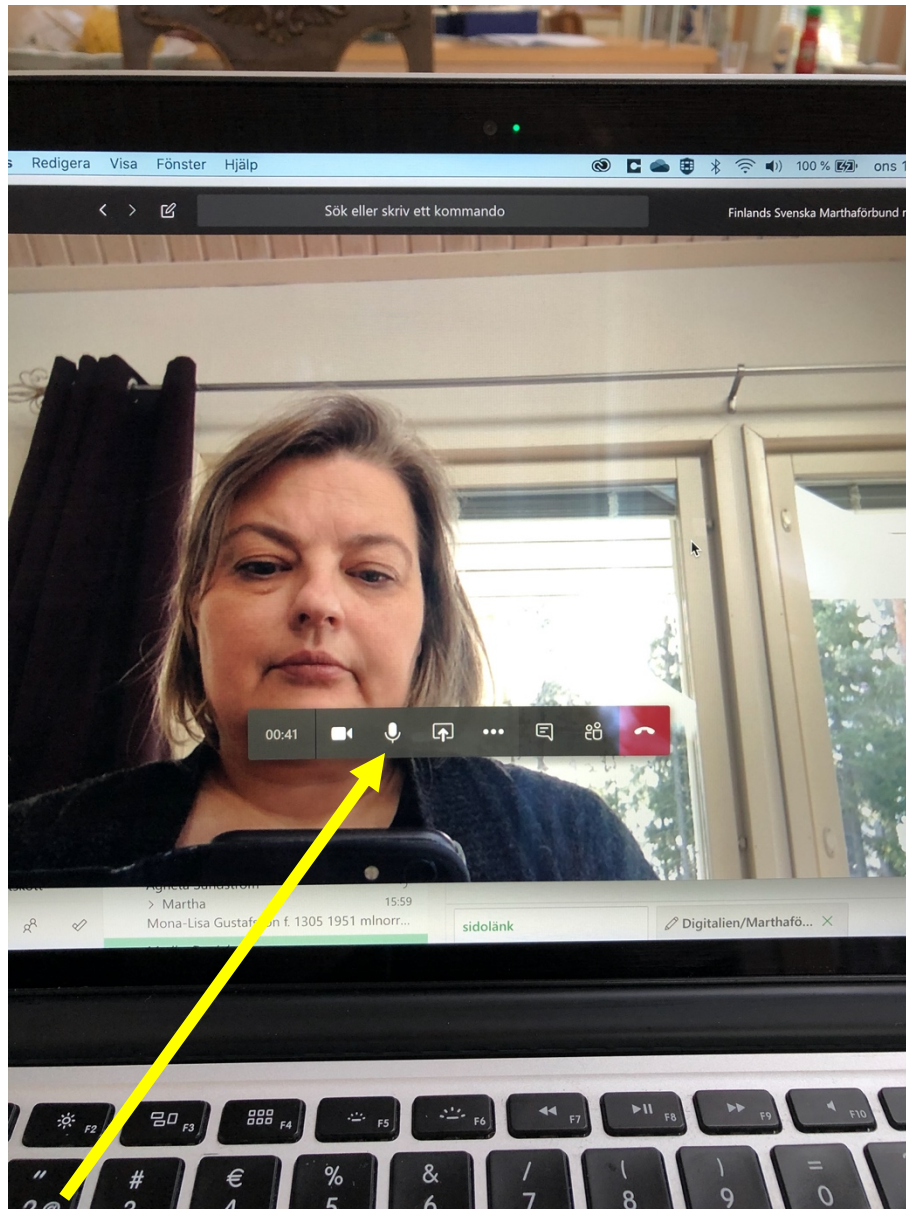 Redigera Visa Fönster Hjälp 100 % ons 1
Sök eller skriv ett kommando Finlands Svenska Marthaförbund
00:41
> Martha 15:59
Mona-Lisa Gustafsson f. 1305 1951 mlnorr...
sidolänk Digitalien/Marthafö... ×
F2 F3 F4 F5 F6 F7 F8 F9 F10
" # € % & / ( ) =
2 @ 3 4 5 6 7 8 9 0